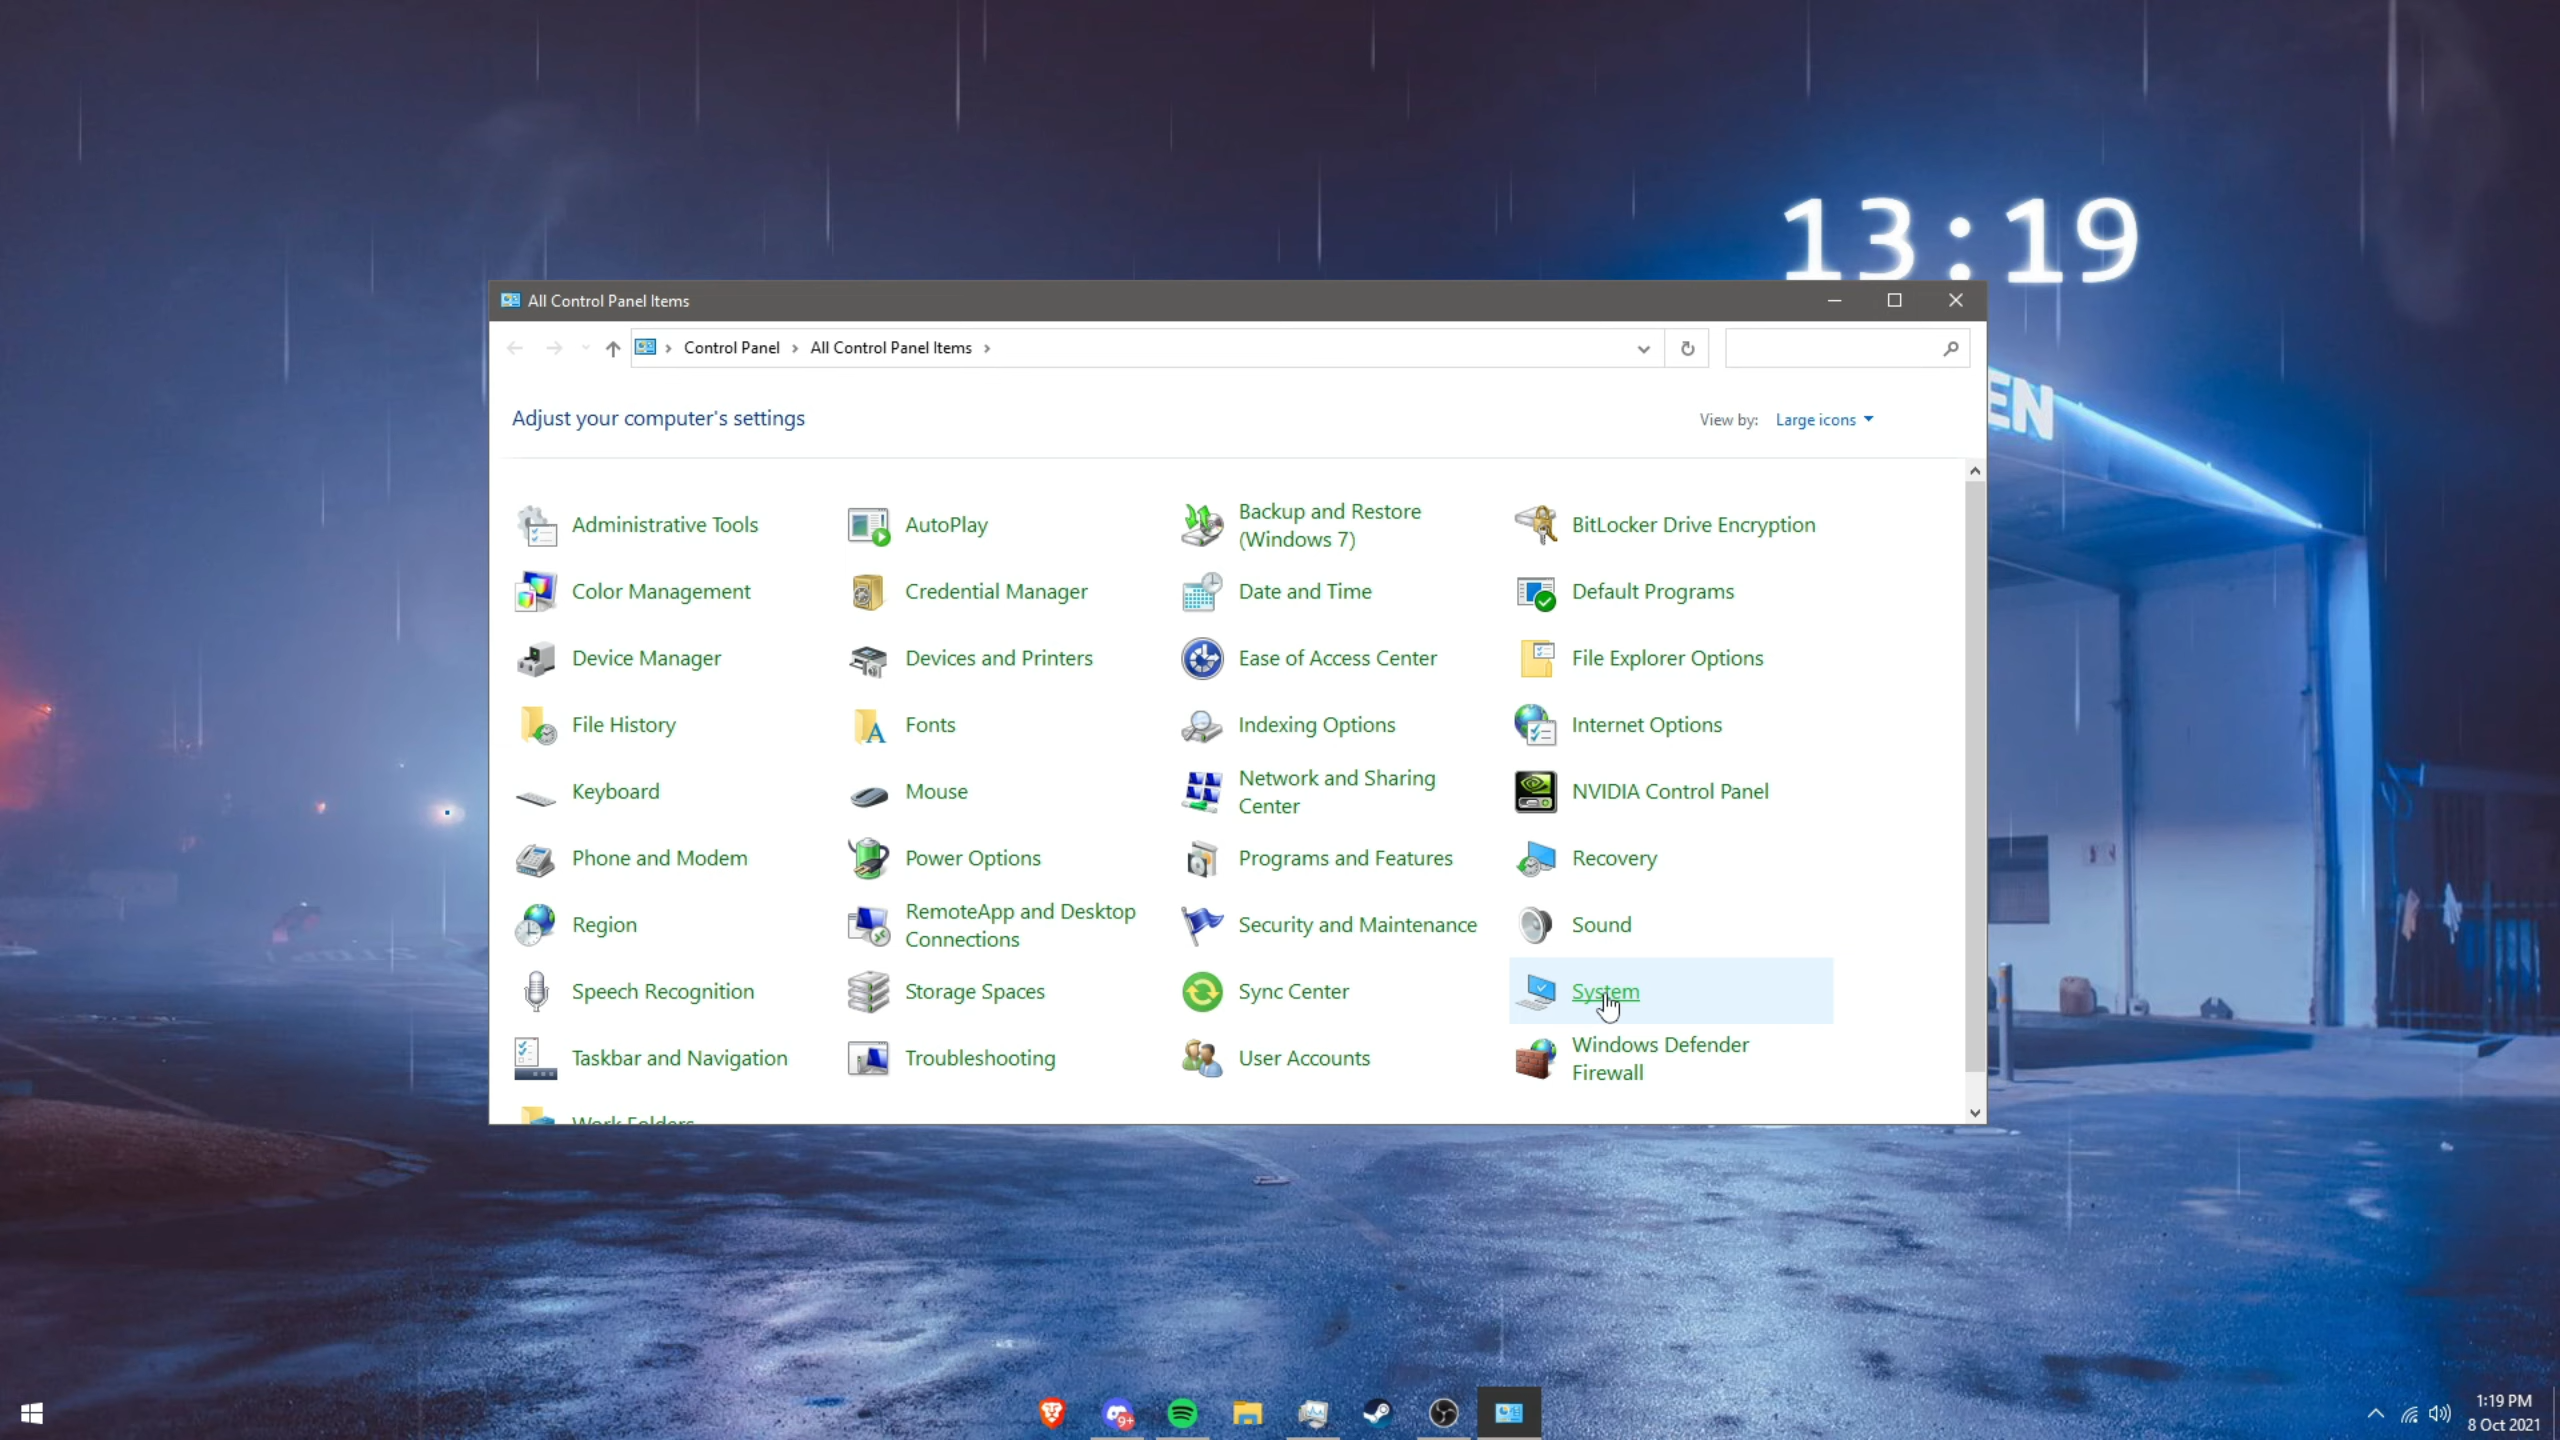 13:19
All Control Panel Items
Control Panel
All Control Panel Items
EN
Adjust your computer's settings
View by:
Large icons
Administrative Tools
AutoPlay
Backup and Restore
(Windows 7)
BitLocker Drive Encryption
Color Management
Credential Manager
Date and Time
Default Programs
Device Manager
Devices and Printers
Ease of Access Center
File Explorer Options
File History
Fonts
Indexing Options
Internet Options
Keyboard
Mouse
Network and Sharing
Center
NVIDIA Control Panel
Phone and Modem
Power Options
Programs and Features
Recovery
Region
RemoteApp and Desktop
Connections
Security and Maintenance
Sound
Speech Recognition
Storage Spaces
Sync Center
System
Taskbar and Navigation
Troubleshooting
User Accounts
Windows Defender
Firewall
Work Folders
9+
1:19 PM
8 Oct 2021